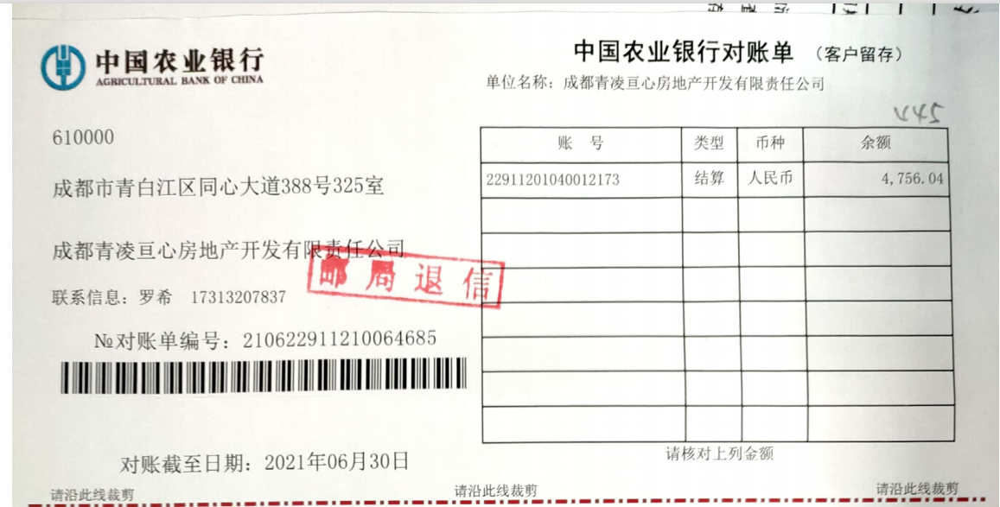 中国农业银行
AGRICULTURAL BANK OF CHINA
610000
成都市青白江区同心大道388号325室
成都青凌亘心房地产开发有限责任公司
邮局退信
联系信息：罗希 17313207837
№对账单编号：210622911210064685
对账截至日期：2021年06月30日
请沿此线裁剪
中国农业银行对账单 （客户留存）
单位名称：成都青凌亘心房地产开发有限责任公司
账 号 类型 币种 余额
22911201040012173 结算 人民币 4,756.04
请核对上列金额
请沿此线裁剪
请沿此线裁剪